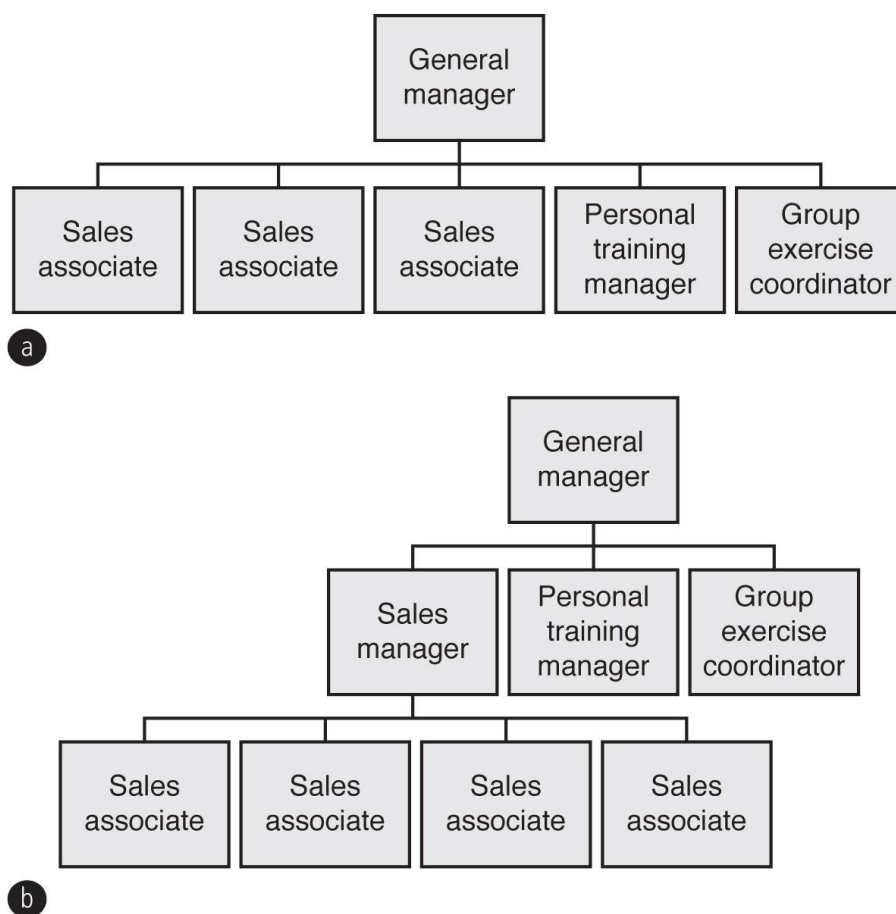 General
manager
Sales
associate
Sales
associate
Sales
associate
Personal
training
manager
Group
exercise
coordinator
a
General
manager
Sales
manager
Personal
training
manager
Group
exercise
coordinator
Sales
associate
Sales
associate
Sales
associate
Sales
associate
b